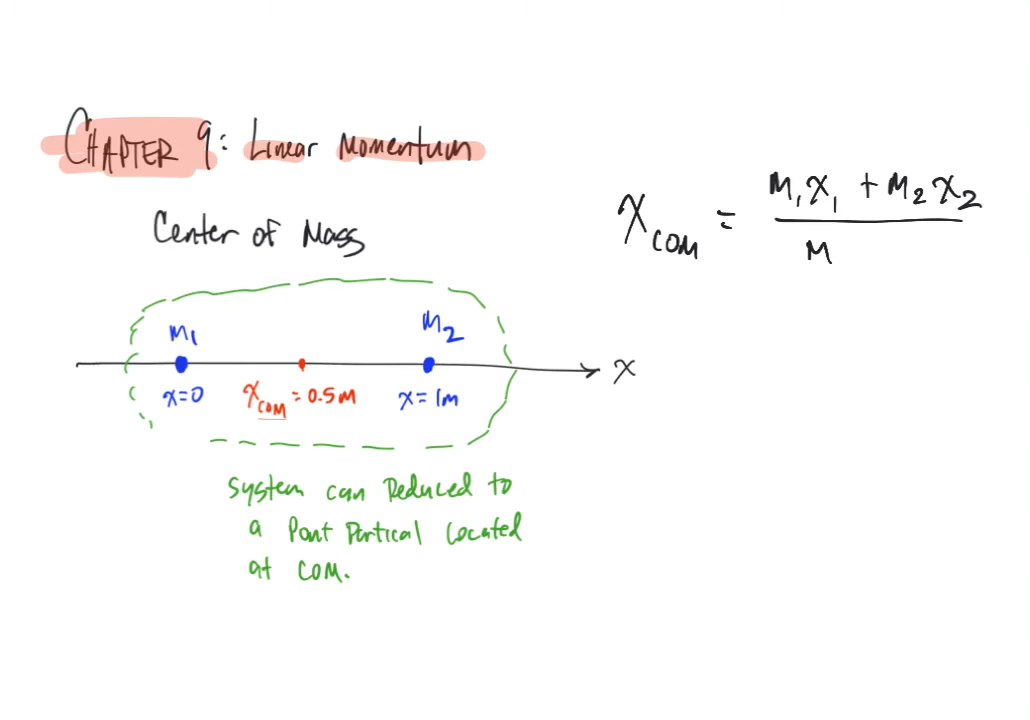 CHAPTER 9: Linear Momentum
Center of Mass
X_COM = (M₁X₁ + M₂X₂) / M
M₁
M₂
X
x=0
X_COM = 0.5M
X=1m
System can Reduced to
a Pont Partical Located
at COM.